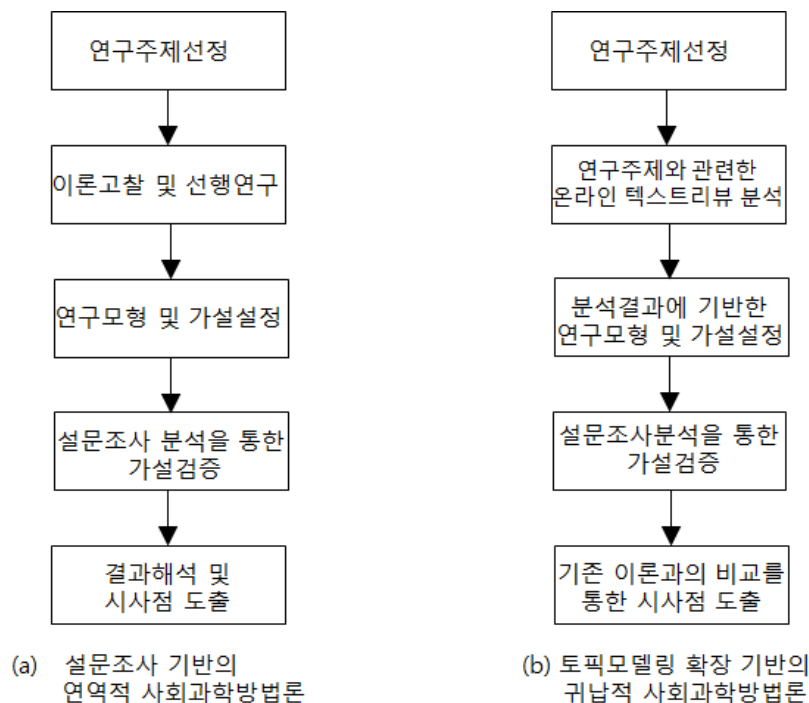 연구주제선정
이론고찰 및 선행연구
연구모형 및 가설설정
설문조사 분석을 통한
가설검증
결과해석 및
시사점 도출
(a) 설문조사 기반의
연역적 사회과학방법론
연구주제선정
연구주제와 관련한
온라인 텍스트리뷰 분석
분석결과에 기반한
연구모형 및 가설설정
설문조사분석을 통한
가설검증
기존 이론과의 비교를
통한 시사점 도출
(b) 토픽모델링 확장 기반의
귀납적 사회과학방법론